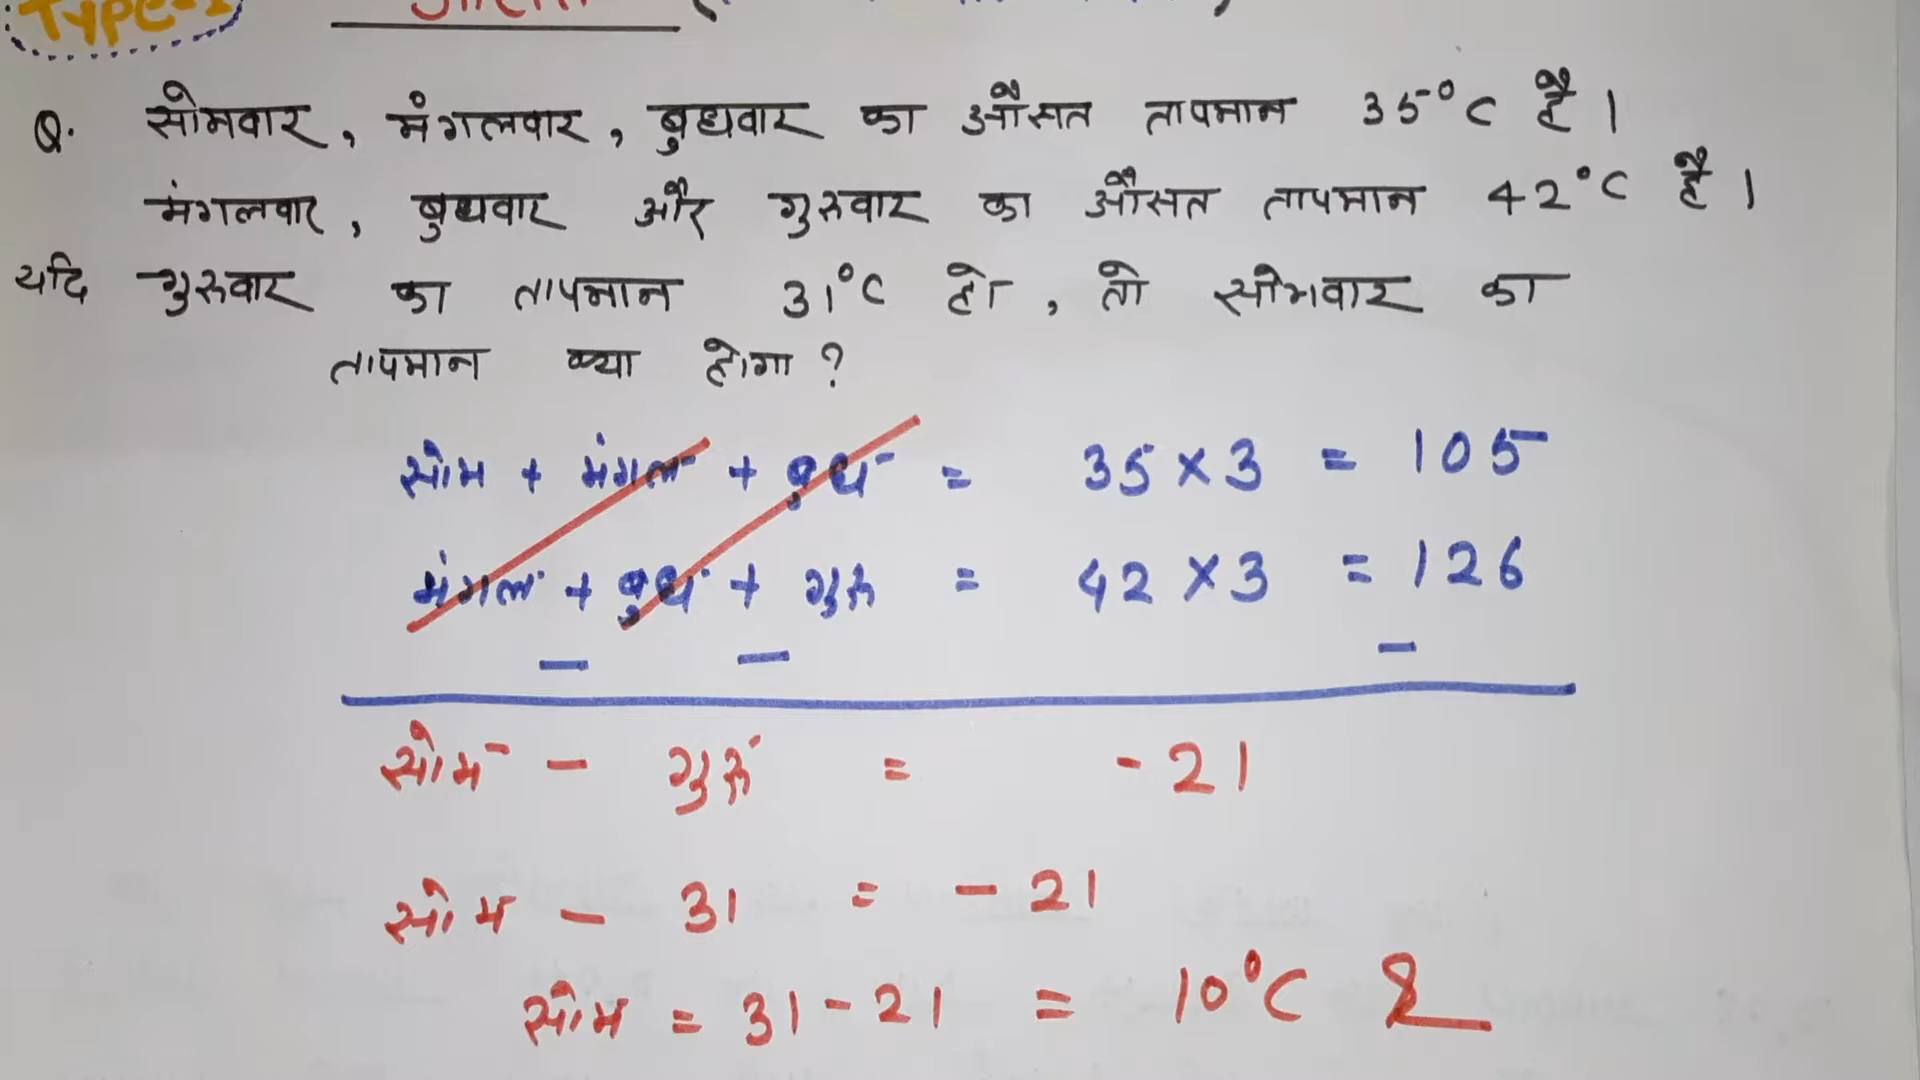 Q. सोमवार, मंगलवार, बुधवार का औसत तापमान 35°C है।
मंगलवार, बुधवार और गुरुवार का औसत तापमान 42°C है।
यदि गुरुवार का तापमान 31°C हो, तो सोमवार का
तापमान क्या होगा?
सोम + मंगल + बुध = 35 × 3 = 105
मंगल + बुध + गुरु = 42 × 3 = 126
— — —
सोम - गुरु = - 21
सोम - 31 = - 21
सोम = 31 - 21 = 10°C